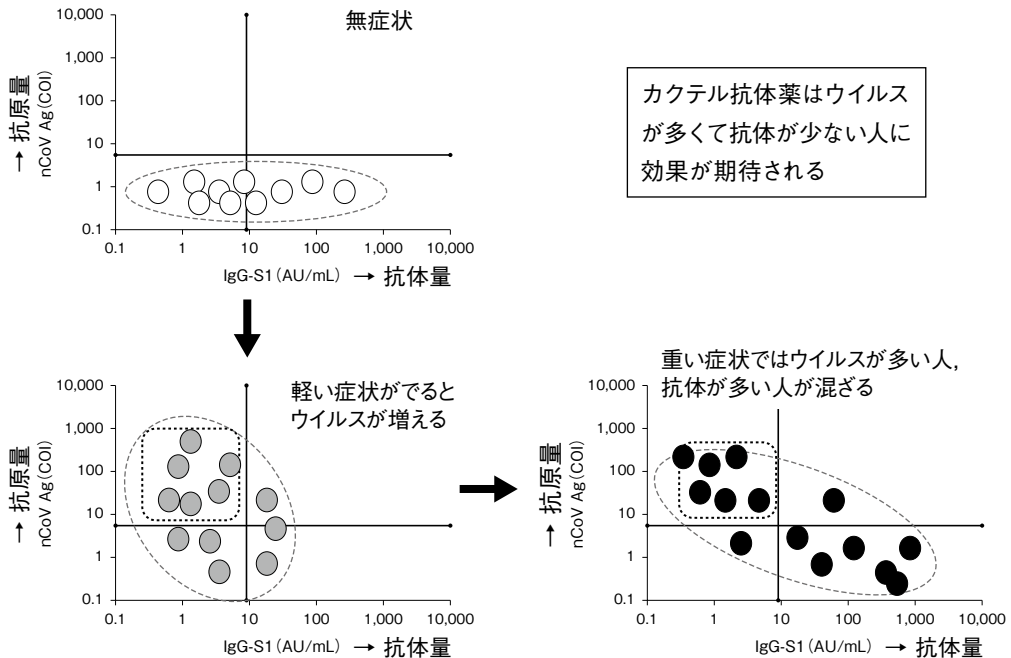 無症状
10,000
1,000
100
10
1
0.1
→ 抗原量
nCoV Ag(COI)
0.1 1 10 100 1,000 10,000
IgG-S1(AU/mL) → 抗体量
カクテル抗体薬はウイルス
が多くて抗体が少ない人に
効果が期待される
軽い症状がでると
ウイルスが増える
10,000
1,000
100
10
1
0.1
→ 抗原量
nCoV Ag(COI)
0.1 1 10 100 1,000 10,000
IgG-S1(AU/mL) → 抗体量
重い症状ではウイルスが多い人,
抗体が多い人が混ざる
10,000
1,000
100
10
1
0.1
→ 抗原量
nCoV Ag(COI)
0.1 1 10 100 1,000 10,000
IgG-S1(AU/mL) → 抗体量